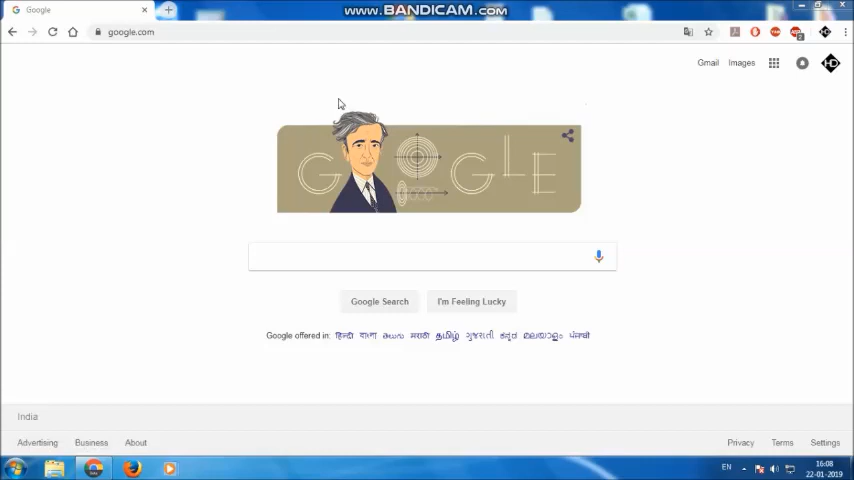 www.BANDICAM.com
Google
google.com
Gmail Images
GOOGLE
Google Search I'm Feeling Lucky
Google offered in: हिन्दी বাংলা తెలుగు मराठी தமிழ் ગુજરાતી ಕನ್ನಡ മലയാളം ਪੰਜਾਬੀ
India
Advertising Business About Privacy Terms Settings
EN 16:08
22-01-2019